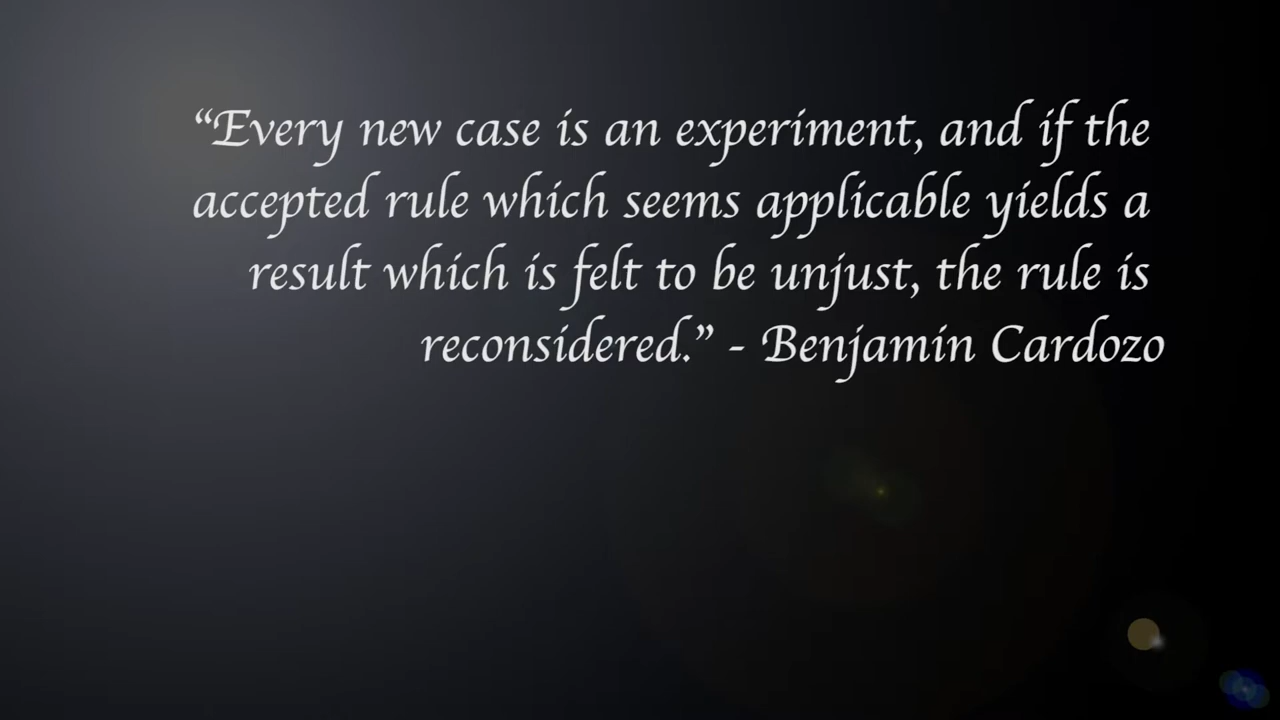 “Every new case is an experiment, and if the
accepted rule which seems applicable yields a
result which is felt to be unjust, the rule is
reconsidered.” - Benjamin Cardozo